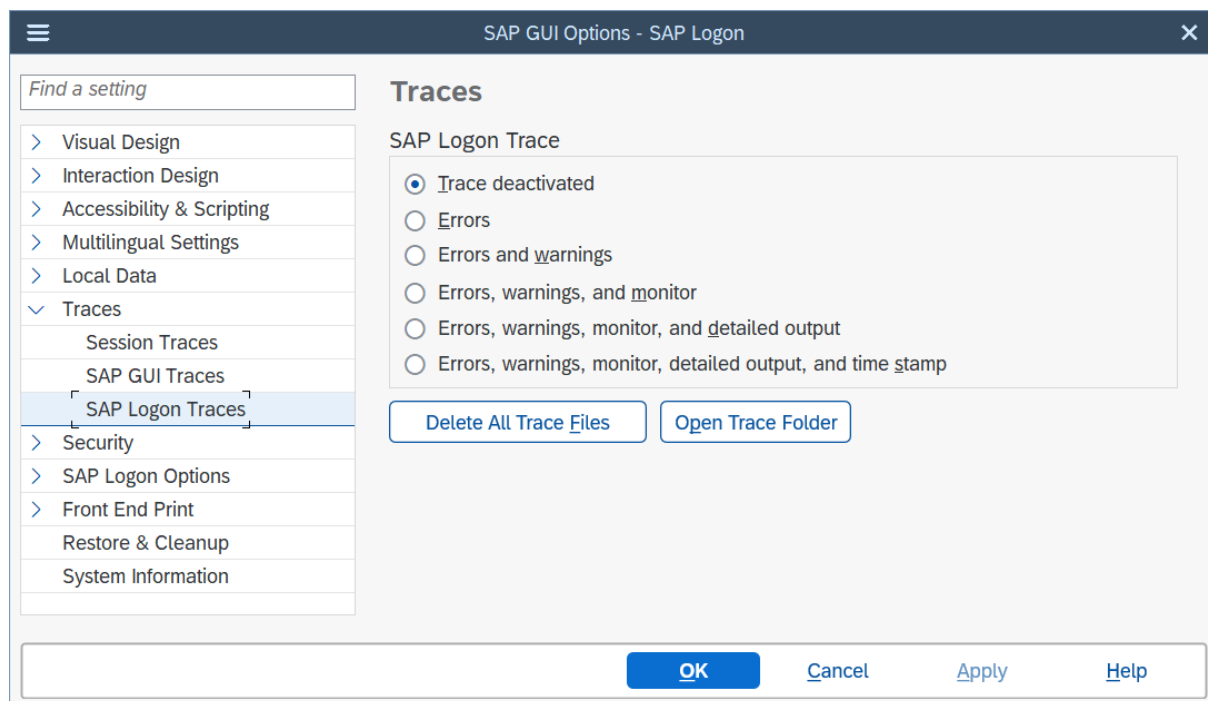 SAP GUI Options - SAP Logon
Find a setting
Visual Design
Interaction Design
Accessibility & Scripting
Multilingual Settings
Local Data
Traces
Session Traces
SAP GUI Traces
SAP Logon Traces
Security
SAP Logon Options
Front End Print
Restore & Cleanup
System Information
Traces
SAP Logon Trace
Trace deactivated
Errors
Errors and warnings
Errors, warnings, and monitor
Errors, warnings, monitor, and detailed output
Errors, warnings, monitor, detailed output, and time stamp
Delete All Trace Files
Open Trace Folder
OK
Cancel
Apply
Help